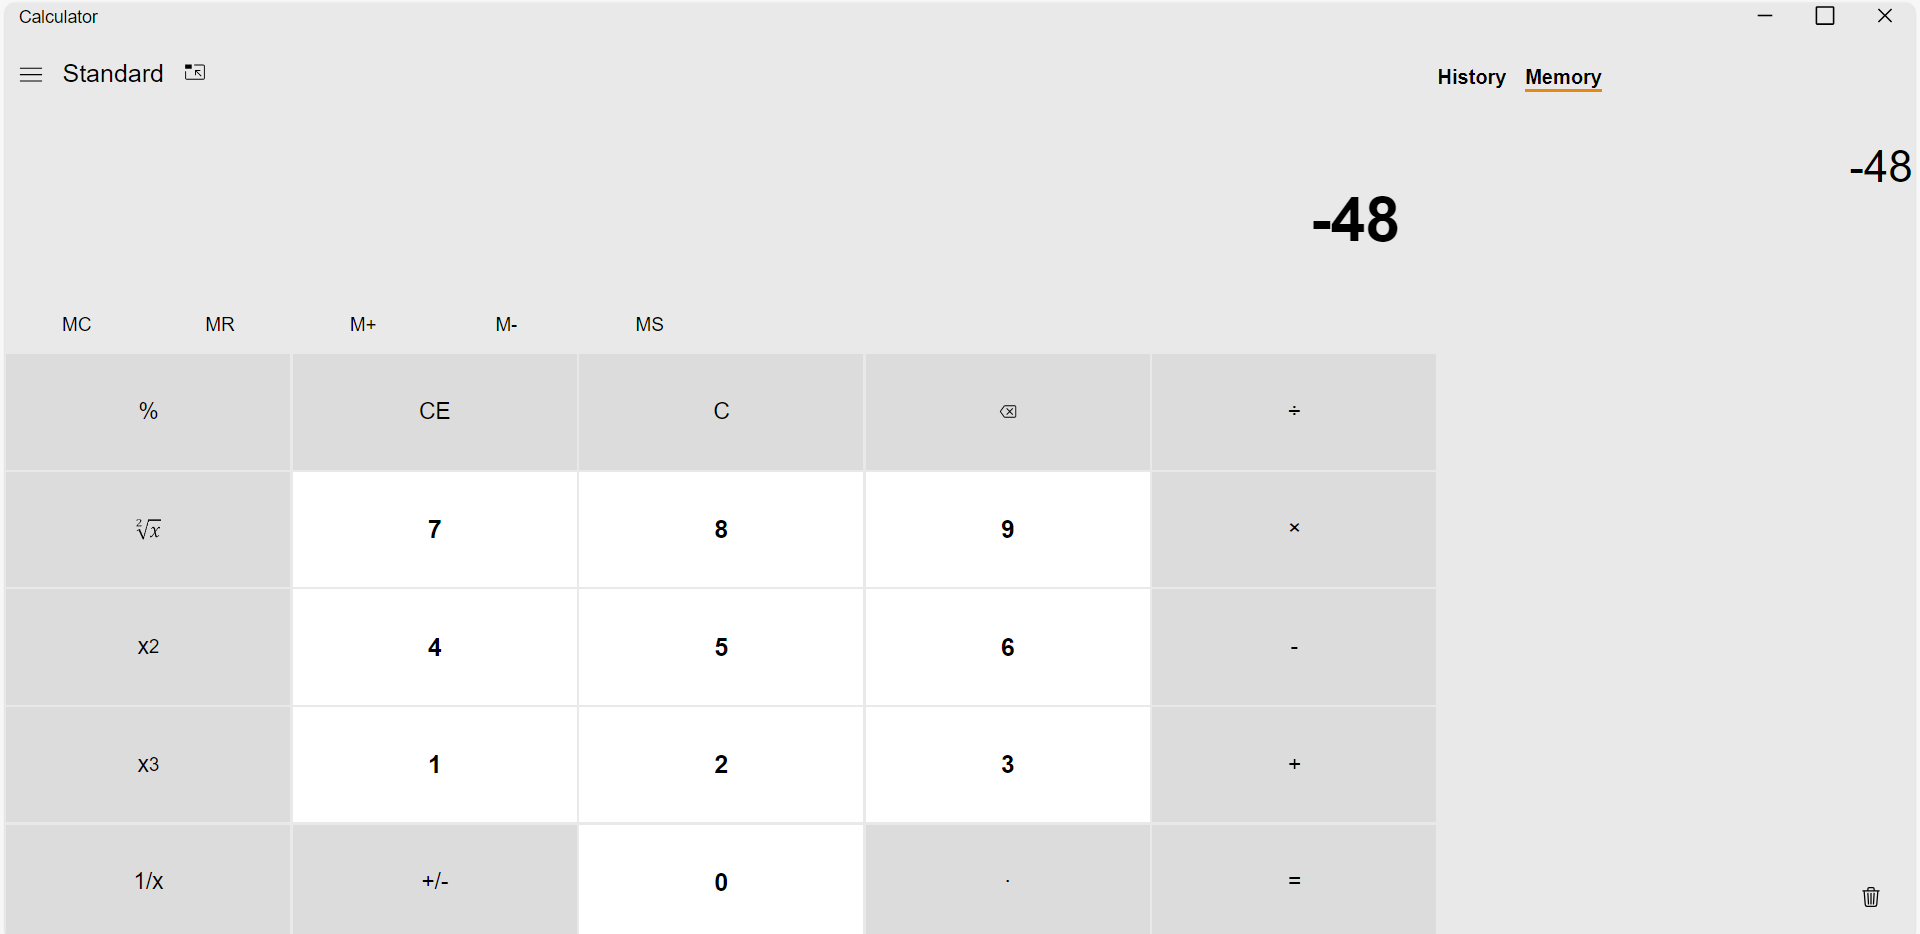 Calculator
Standard
History Memory
-48
-48
MC MR M+ M- MS
% CE C ÷
2√x 7 8 9 ×
x2 4 5 6 -
x3 1 2 3 +
1/x +/- 0 . =